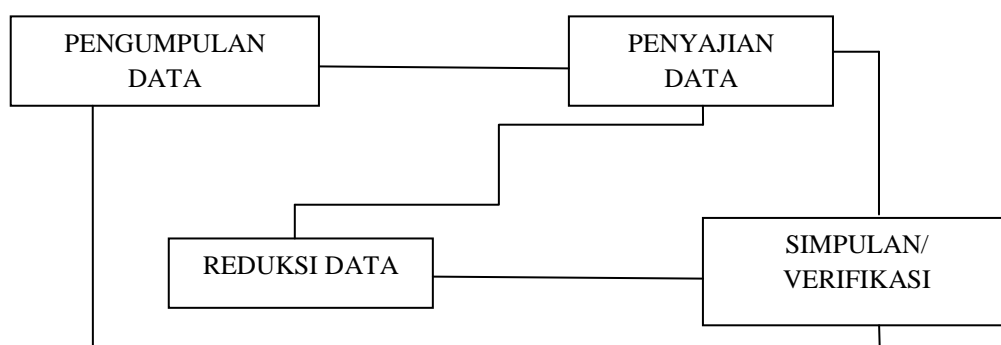 PENGUMPULAN
DATA
PENYAJIAN
DATA
REDUKSI DATA
SIMPULAN/
VERIFIKASI